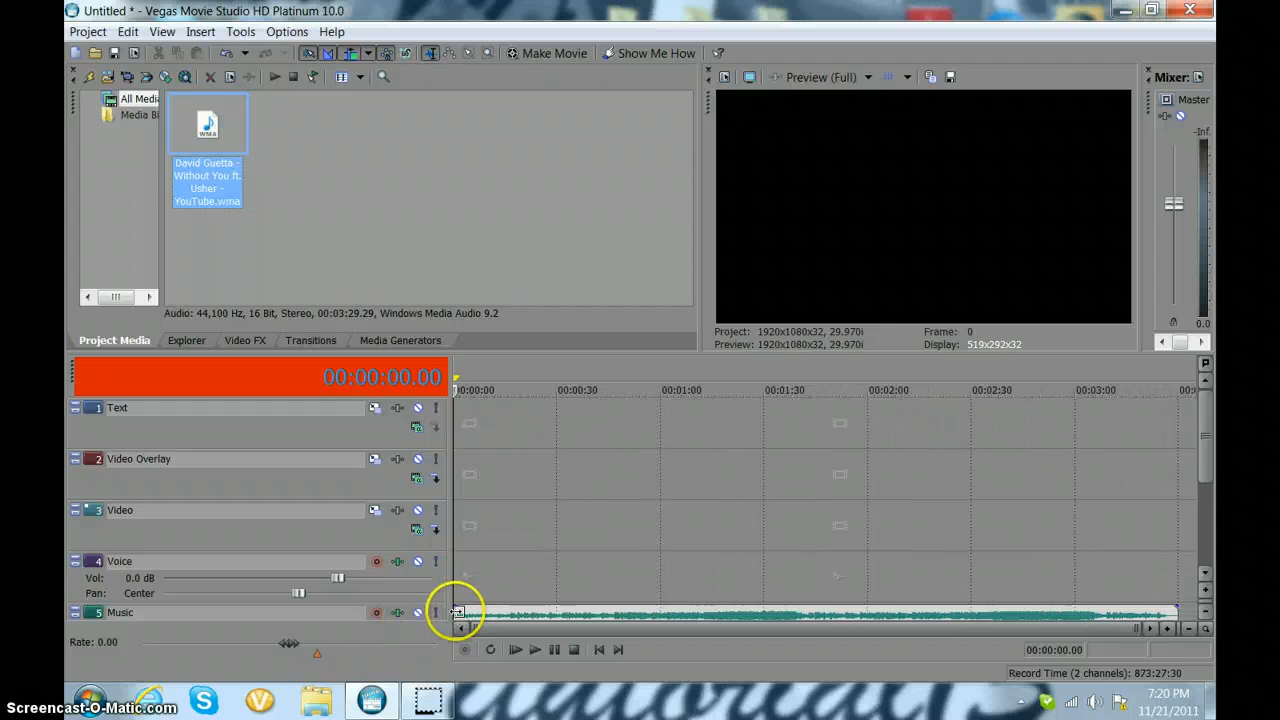 Untitled * - Vegas Movie Studio HD Platinum 10.0
Project Edit View Insert Tools Options Help
Make Movie Show Me How
Preview (Full)
Mixer:
All Media
Media Bi
Master
WMA
David Guetta -
Without You ft.
Usher -
YouTube.wma
-Inf.
0.0
Audio: 44,100 Hz, 16 Bit, Stereo, 00:03:29.29, Windows Media Audio 9.2
Project: 1920x1080x32, 29.970i Frame: 0
Preview: 1920x1080x32, 29.970i Display: 519x292x32
Project Media Explorer Video FX Transitions Media Generators
00:00:00.00
00:00:30 00:01:00 00:01:30 00:02:00 00:02:30 00:03:00
1 Text
2 Video Overlay
3 Video
4 Voice
Vol: 0.0 dB
Pan: Center
5 Music
Rate: 0.00
00:00:00.00
Record Time (2 channels): 873:27:30
7:20 PM
11/21/2011
Screencast-O-Matic.com